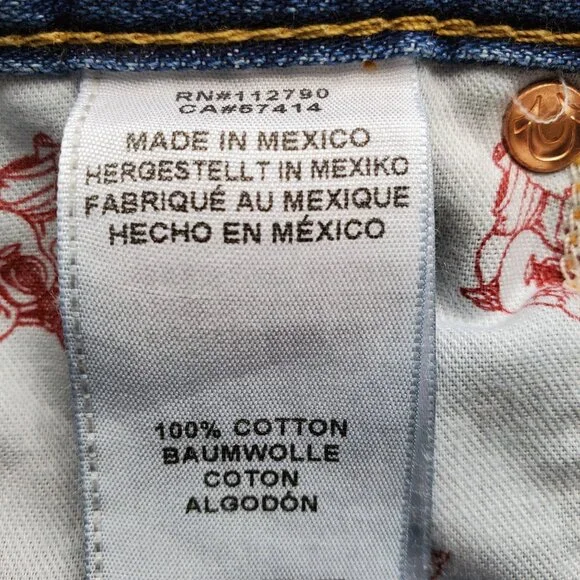 RN#112790
CA#57414
MADE IN MEXICO
HERGESTELLT IN MEXIKO
FABRIQUÉ AU MEXIQUE
HECHO EN MÉXICO
100% COTTON
BAUMWOLLE
COTON
ALGODÓN